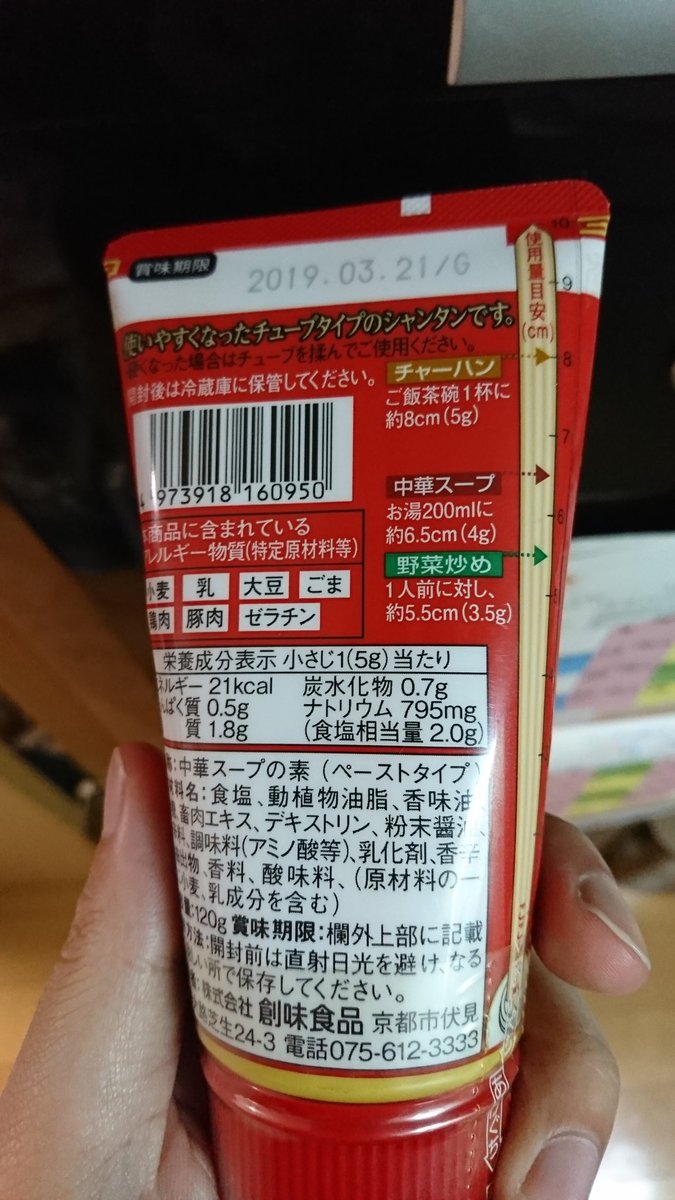 賞味期限
2019.03.21/G
使いやすくなったチューブタイプのシャンタンです。
くなった場合はチューブを揉んでご使用ください。
開封後は冷蔵庫に保管してください。
4 973918 160950
本商品に含まれている
アレルギー物質(特定原材料等)
小麦 乳 大豆 ごま
鶏肉 豚肉 ゼラチン
使用量目安(cm)
10
9
8
7
6
5
チャーハン
ご飯茶碗1杯に
約8cm(5g)
中華スープ
お湯200mlに
約6.5cm(4g)
野菜炒め
1人前に対し、
約5.5cm(3.5g)
栄養成分表示 小さじ1(5g)当たり
ネルギー 21kcal 炭水化物 0.7g
んぱく質 0.5g ナトリウム 795mg
質 1.8g (食塩相当量 2.0g)
称:中華スープの素 (ペーストタイプ)
材料名:食塩、動植物油脂、香味油、
畜肉エキス、デキストリン、粉末醤油、
料、調味料(アミノ酸等)、乳化剤、香辛
出物、香料、酸味料、(原材料の一
小麦、乳成分を含む)
量:120g 賞味期限:欄外上部に記載
方法:開封前は直射日光を避け、なる
しい所で保存してください。
株式会社 創味食品 京都市伏見
芝生24-3 電話075-612-3333
あ